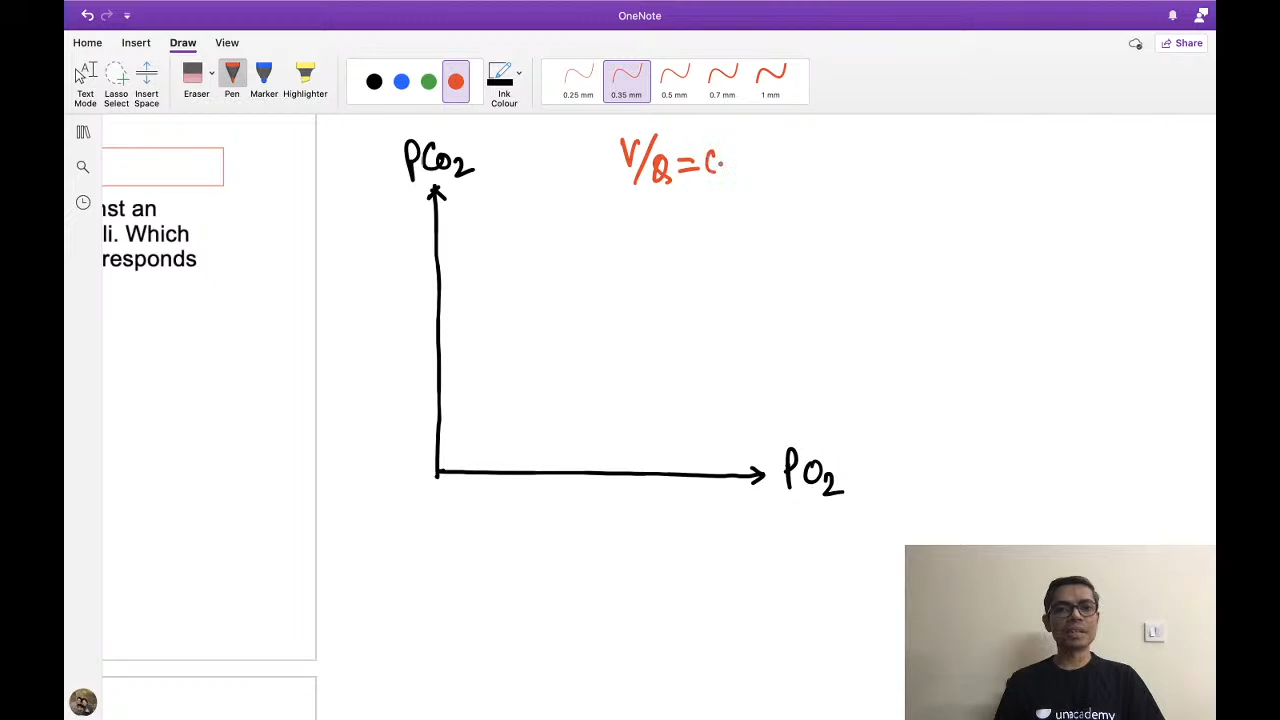 OneNote
Home Insert Draw View
Share
Text Mode
Lasso Select
Insert Space
Eraser
Pen
Marker
Highlighter
Ink Colour
0.25 mm
0.35 mm
0.5 mm
0.7 mm
1 mm
PCO2
V/Q =
nst an
li. Which
responds
PO2
unacademy